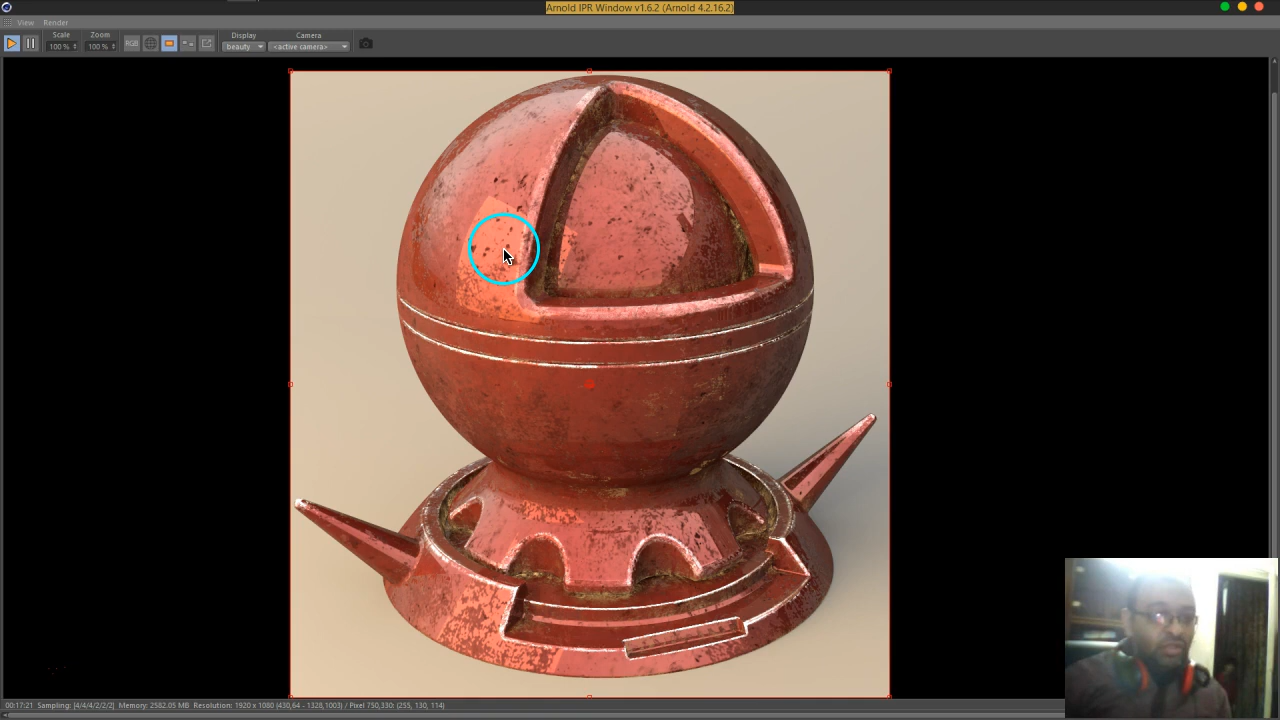 Arnold IPR Window v1.6.2 (Arnold 4.2.16.2)
View Render
Scale Zoom Display Camera
100 % 100 % RGB beauty <active camera>
00:17:21 Sampling: [4/4/4/2/2/2] Memory: 2582.05 MB Resolution: 1920 x 1080 (430,64 - 1328,1003) / Pixel 750,330: (255, 130, 114)